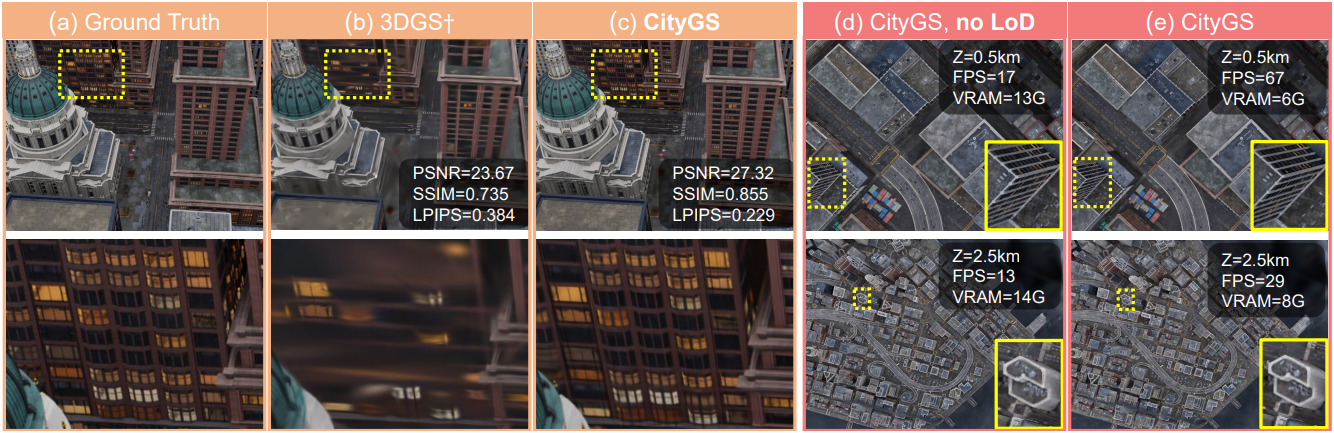 (a) Ground Truth
(b) 3DGS†
(c) CityGS
(d) CityGS, no LoD
(e) CityGS
PSNR=23.67
SSIM=0.735
LPIPS=0.384
PSNR=27.32
SSIM=0.855
LPIPS=0.229
Z=0.5km
FPS=17
VRAM=13G
Z=0.5km
FPS=67
VRAM=6G
Z=2.5km
FPS=13
VRAM=14G
Z=2.5km
FPS=29
VRAM=8G